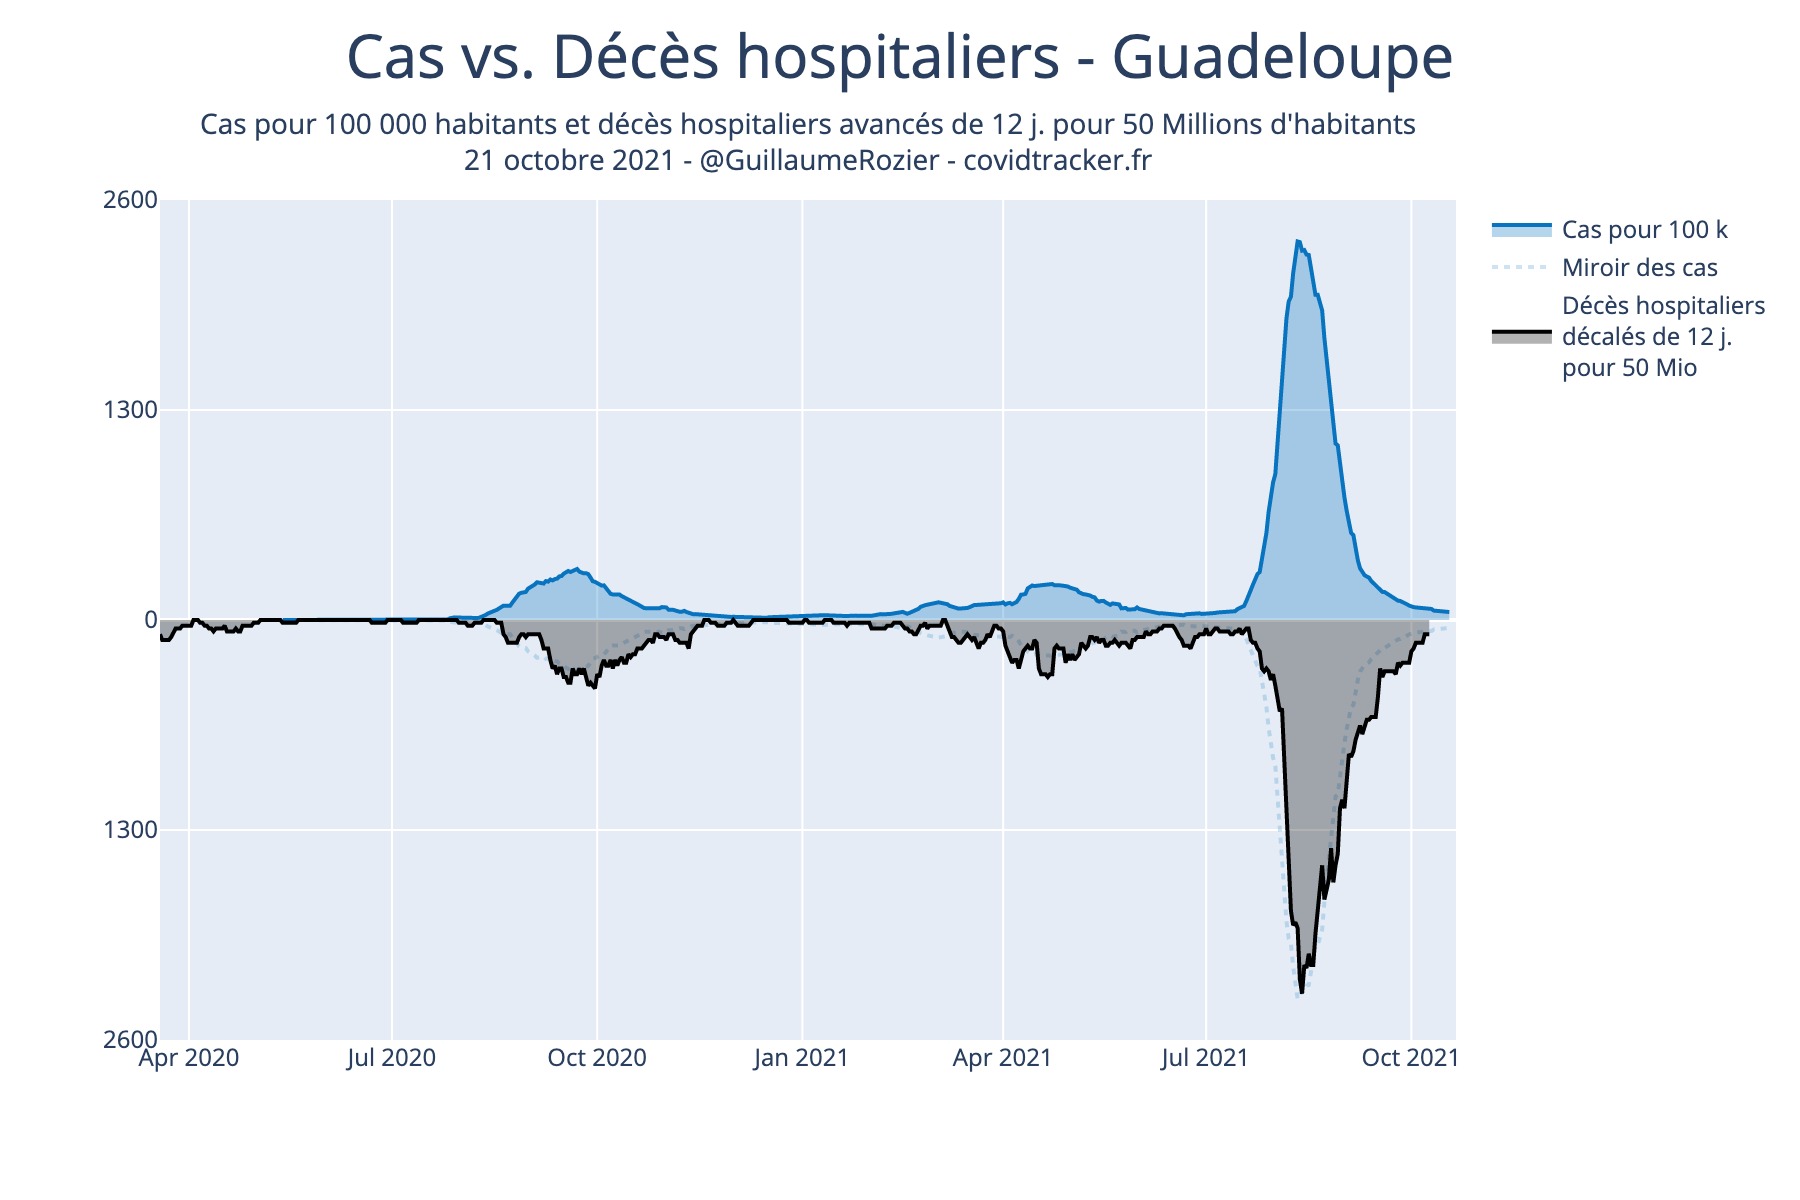 Cas vs. Décès hospitaliers - Guadeloupe
Cas pour 100 000 habitants et décès hospitaliers avancés de 12 j. pour 50 Millions d'habitants
21 octobre 2021 - @GuillaumeRozier - covidtracker.fr
2600
1300
0
1300
2600
Apr 2020
Jul 2020
Oct 2020
Jan 2021
Apr 2021
Jul 2021
Oct 2021
Cas pour 100 k
Miroir des cas
Décès hospitaliers
décalés de 12 j.
pour 50 Mio